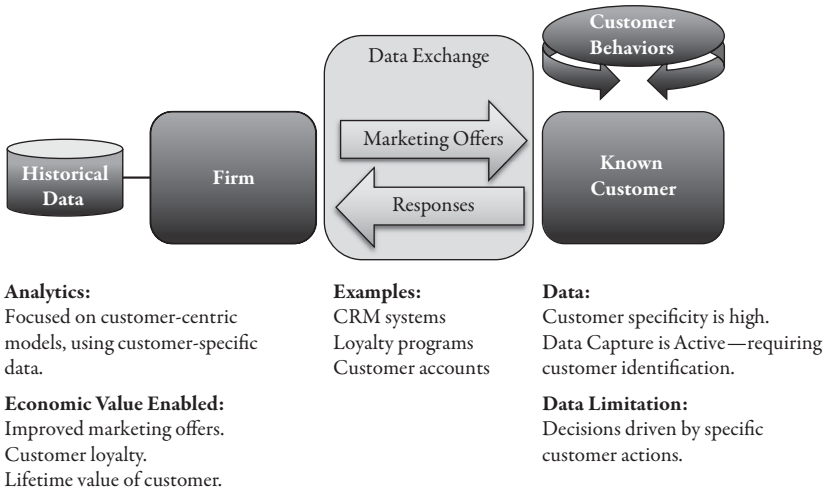 Customer
Behaviors
Data Exchange
Historical
Data
Firm
Marketing Offers
Responses
Known
Customer
Analytics:
Focused on customer-centric
models, using customer-specific
data.
Economic Value Enabled:
Improved marketing offers.
Customer loyalty.
Lifetime value of customer.
Examples:
CRM systems
Loyalty programs
Customer accounts
Data:
Customer specificity is high.
Data Capture is Active—requiring
customer identification.
Data Limitation:
Decisions driven by specific
customer actions.